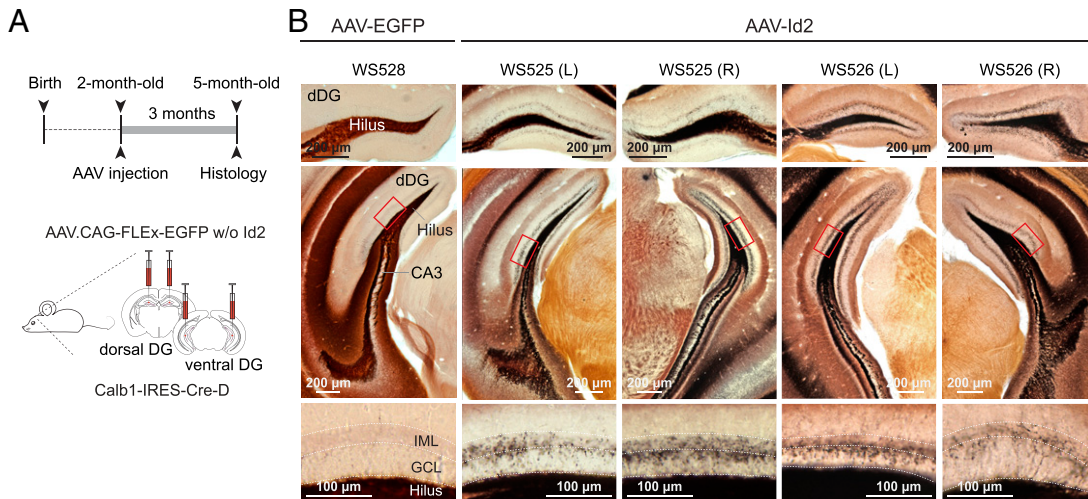 A
Birth
2-month-old
5-month-old
3 months
AAV injection
Histology
AAV.CAG-FLEx-EGFP w/o Id2
dorsal DG
ventral DG
Calb1-IRES-Cre-D
B
AAV-EGFP
AAV-Id2
WS528
WS525 (L)
WS525 (R)
WS526 (L)
WS526 (R)
dDG
Hilus
200 µm
200 µm
200 µm
200 µm
200 µm
dDG
Hilus
CA3
200 µm
200 µm
200 µm
200 µm
200 µm
IML
GCL
Hilus
100 µm
100 µm
100 µm
100 µm
100 µm